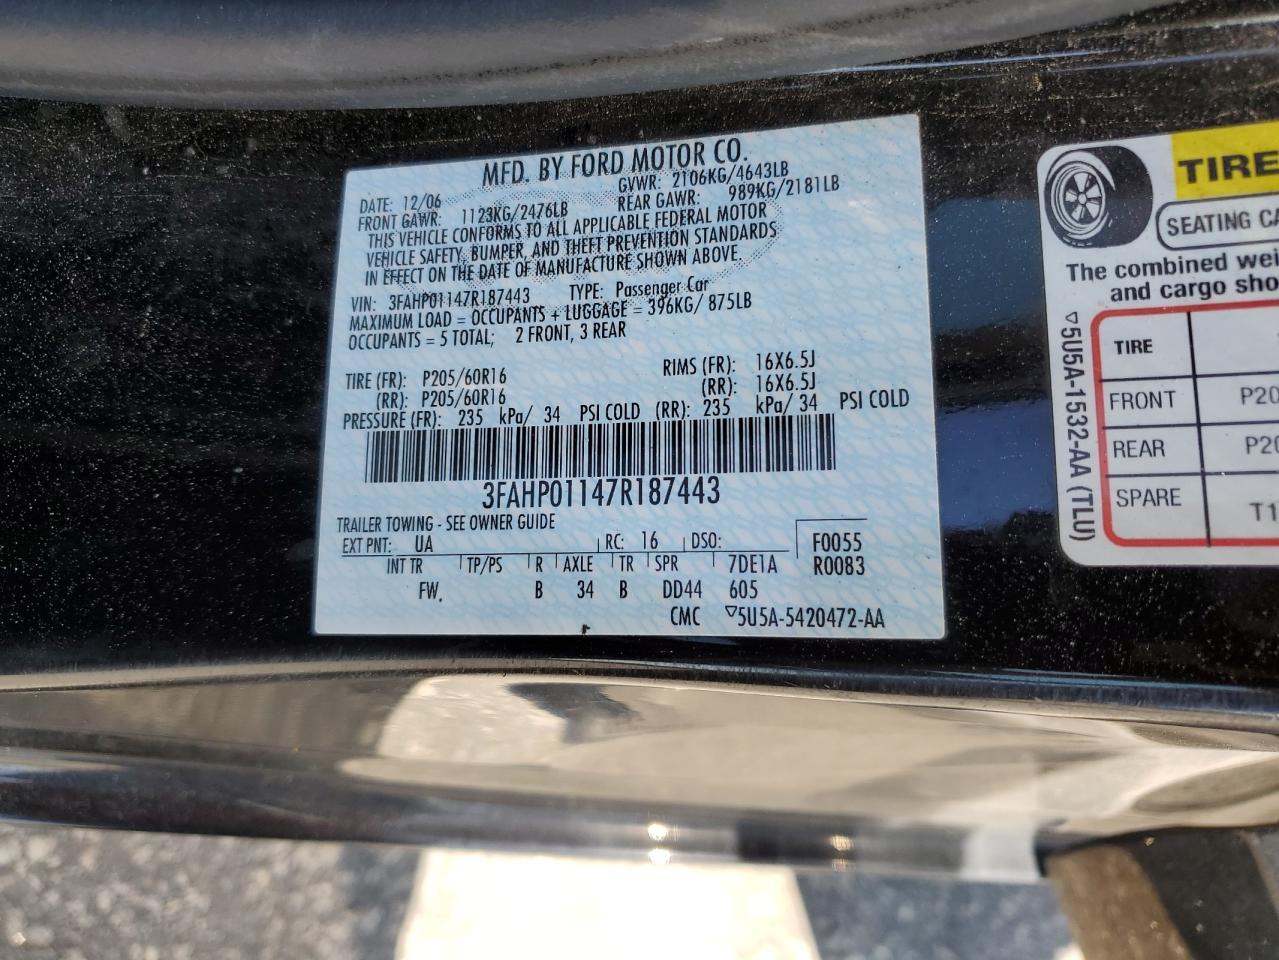 MFD. BY FORD MOTOR CO.
DATE: 12/06 GVWR: 2106KG/4643LB
FRONT GAWR: 1123KG/2476LB REAR GAWR: 989KG/2181LB
THIS VEHICLE CONFORMS TO ALL APPLICABLE FEDERAL MOTOR
VEHICLE SAFETY, BUMPER, AND THEFT PREVENTION STANDARDS
IN EFFECT ON THE DATE OF MANUFACTURE SHOWN ABOVE.
VIN: 3FAHP01147R187443 TYPE: Passenger Car
MAXIMUM LOAD = OCCUPANTS + LUGGAGE = 396KG/ 875LB
OCCUPANTS = 5 TOTAL; 2 FRONT, 3 REAR
TIRE (FR): P205/60R16 RIMS (FR): 16X6.5J
(RR): P205/60R16 (RR): 16X6.5J
PRESSURE (FR): 235 kPa/ 34 PSI COLD (RR): 235 kPa/ 34 PSI COLD
3FAHP01147R187443
TRAILER TOWING - SEE OWNER GUIDE
EXT PNT: UA RC: 16 DSO: F0055
INT TR TP/PS R AXLE TR SPR 7DE1A R0083
FW. B 34 B DD44 605
CMC ▽5U5A-5420472-AA
TIRE
SEATING CA
The combined wei
and cargo sho
▽5U5A-1532-AA (TLU)
TIRE
FRONT P20
REAR P20
SPARE T1